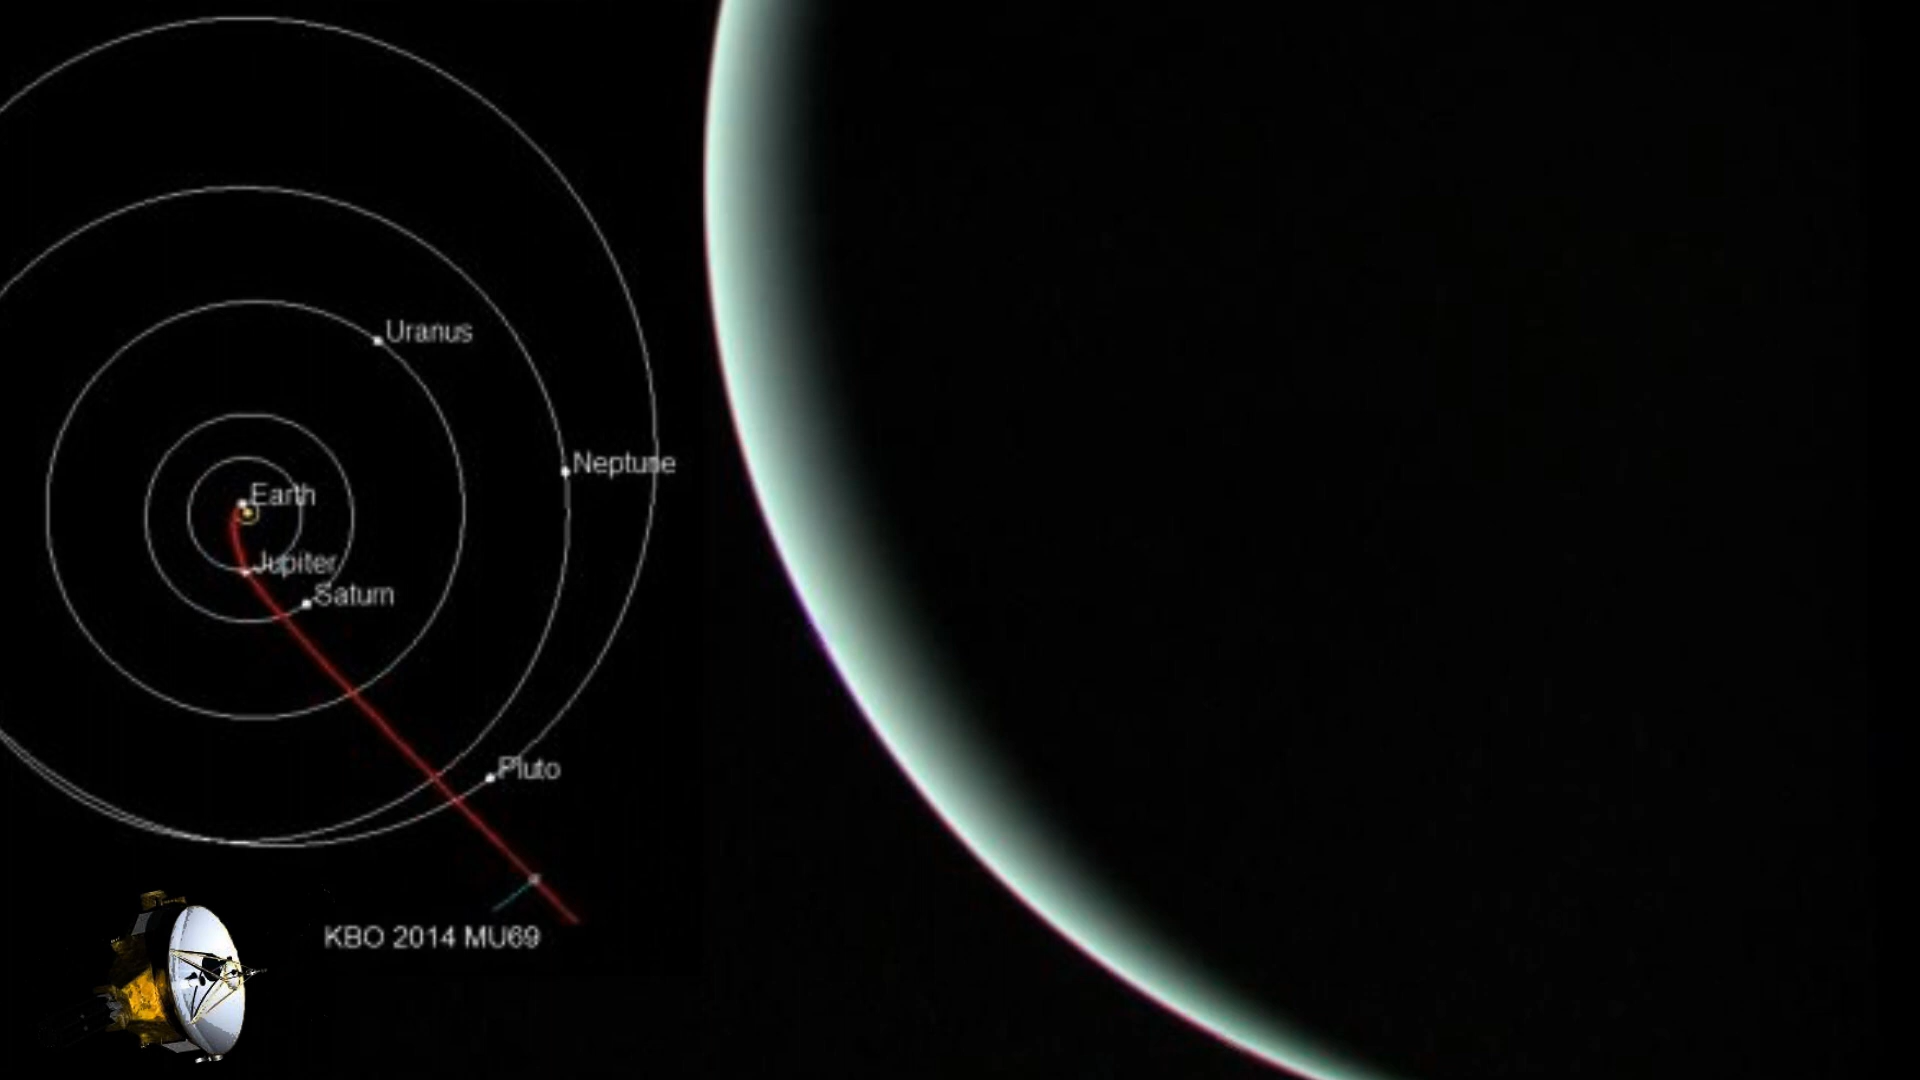 Uranus
Neptune
Earth
Jupiter
Saturn
Pluto
KBO 2014 MU69